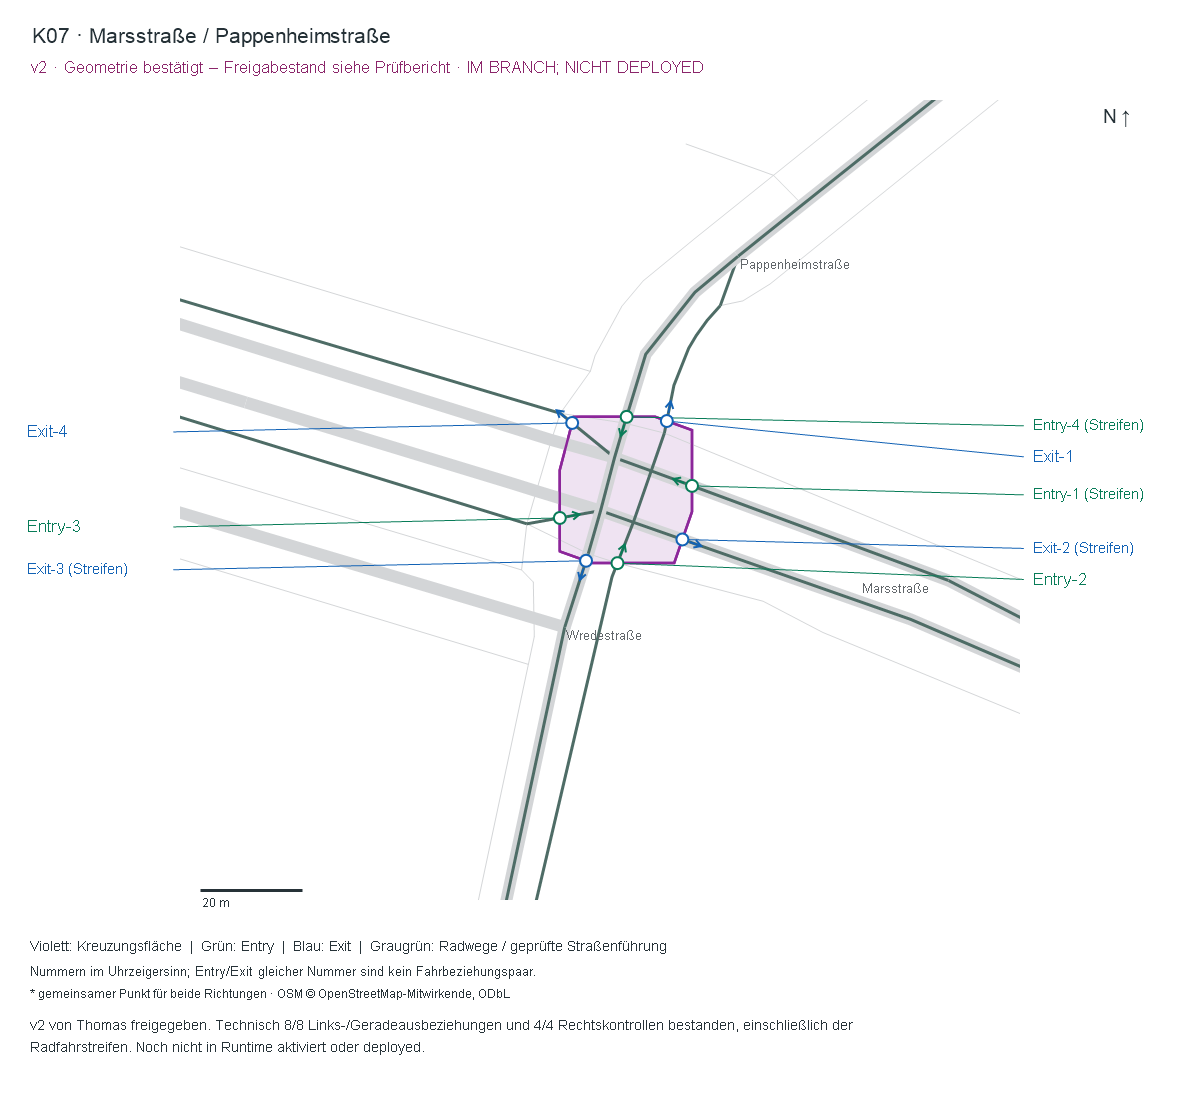 K07 · Marsstraße / Pappenheimstraße
v2 · Geometrie bestätigt – Freigabestand siehe Prüfbericht · IM BRANCH; NICHT DEPLOYED
N ↑
Pappenheimstraße
Exit-4
Entry-4 (Streifen)
Exit-1
Entry-1 (Streifen)
Entry-3
Exit-2 (Streifen)
Exit-3 (Streifen)
Entry-2
Marsstraße
Wredestraße
20 m
Violett: Kreuzungsfläche | Grün: Entry | Blau: Exit | Graugrün: Radwege / geprüfte Straßenführung
Nummern im Uhrzeigersinn; Entry/Exit gleicher Nummer sind kein Fahrbeziehungspaar.
* gemeinsamer Punkt für beide Richtungen · OSM © OpenStreetMap-Mitwirkende, ODbL
v2 von Thomas freigegeben. Technisch 8/8 Links-/Geradeausbeziehungen und 4/4 Rechtskontrollen bestanden, einschließlich der
Radfahrstreifen. Noch nicht in Runtime aktiviert oder deployed.